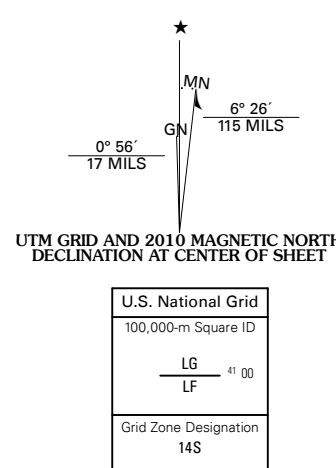 ★
MN
GN
6° 26´
115 MILS
0° 56´
17 MILS
UTM GRID AND 2010 MAGNETIC NORTH
DECLINATION AT CENTER OF SHEET
U.S. National Grid
100,000-m Square ID
LG
41 00
LF
Grid Zone Designation
14S